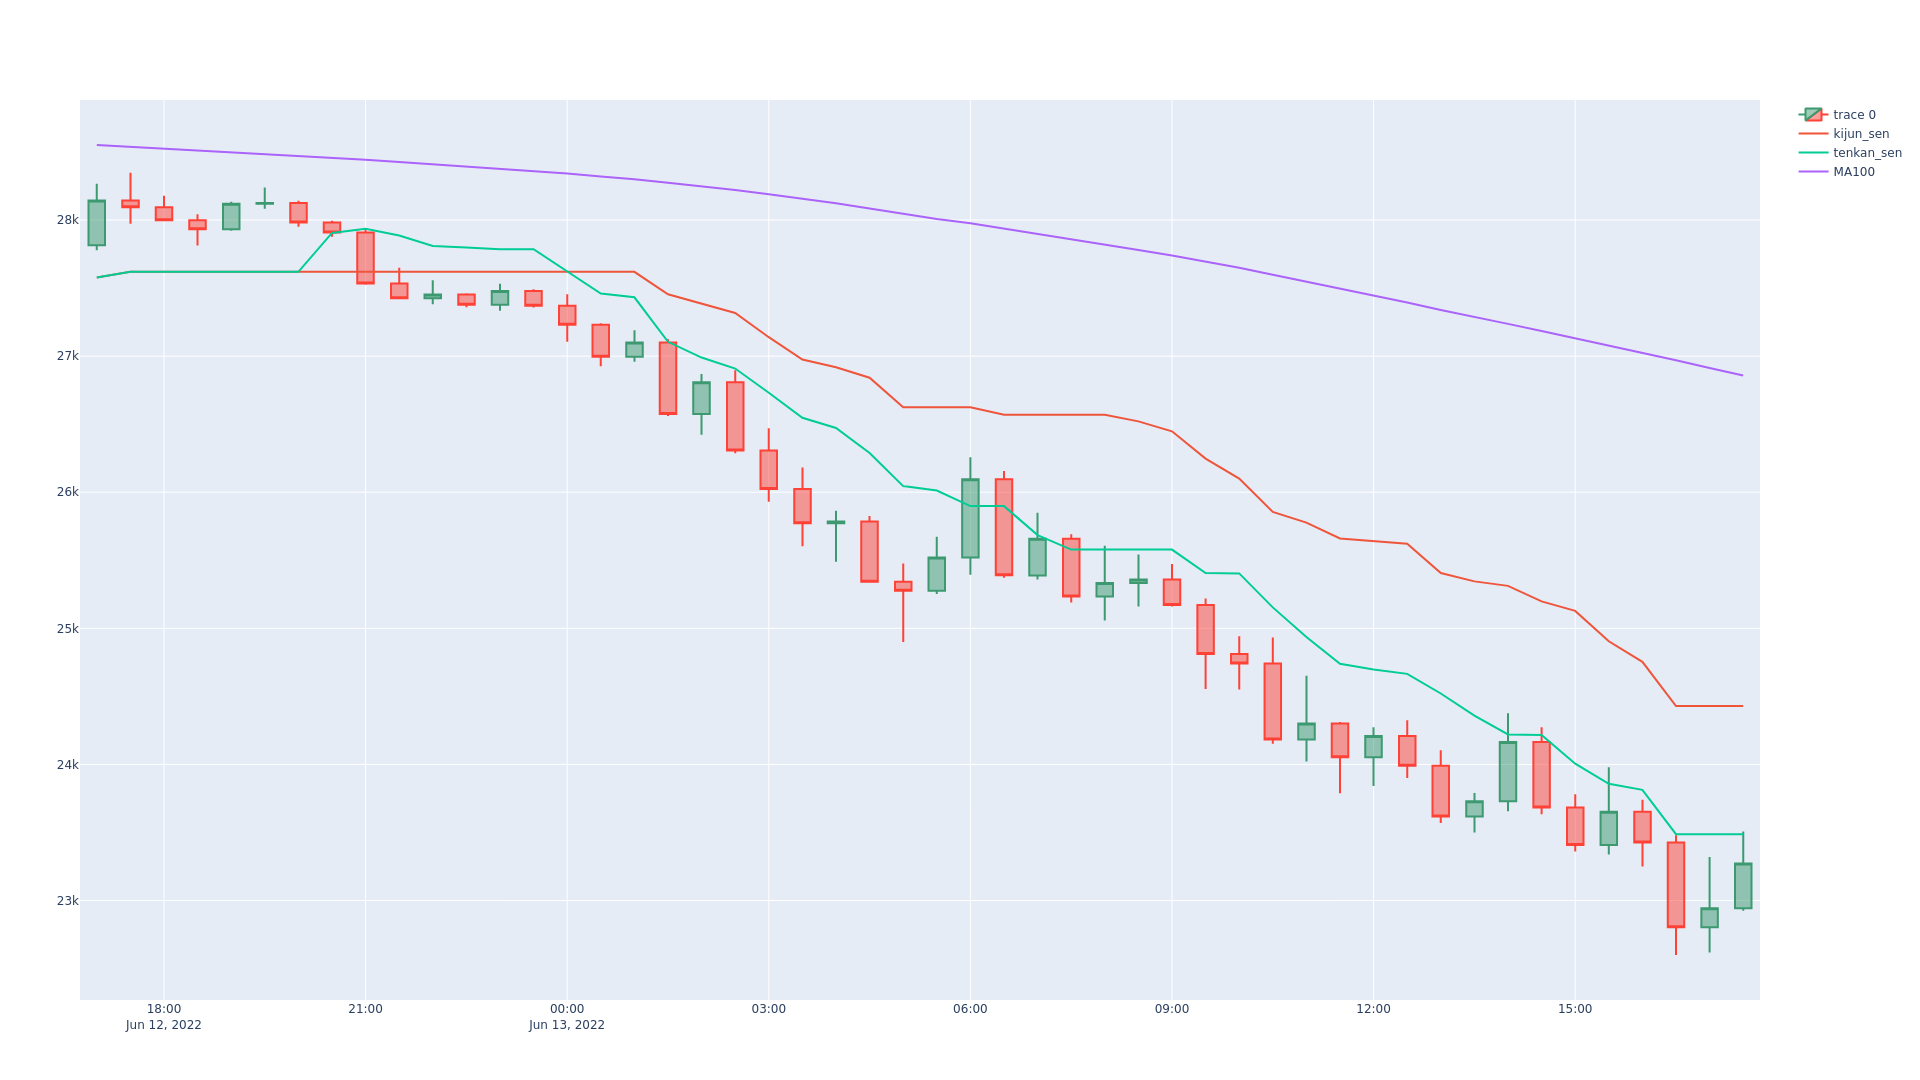 trace 0
kijun_sen
tenkan_sen
MA100
28k
27k
26k
25k
24k
23k
18:00
Jun 12, 2022
21:00
00:00
Jun 13, 2022
03:00
06:00
09:00
12:00
15:00